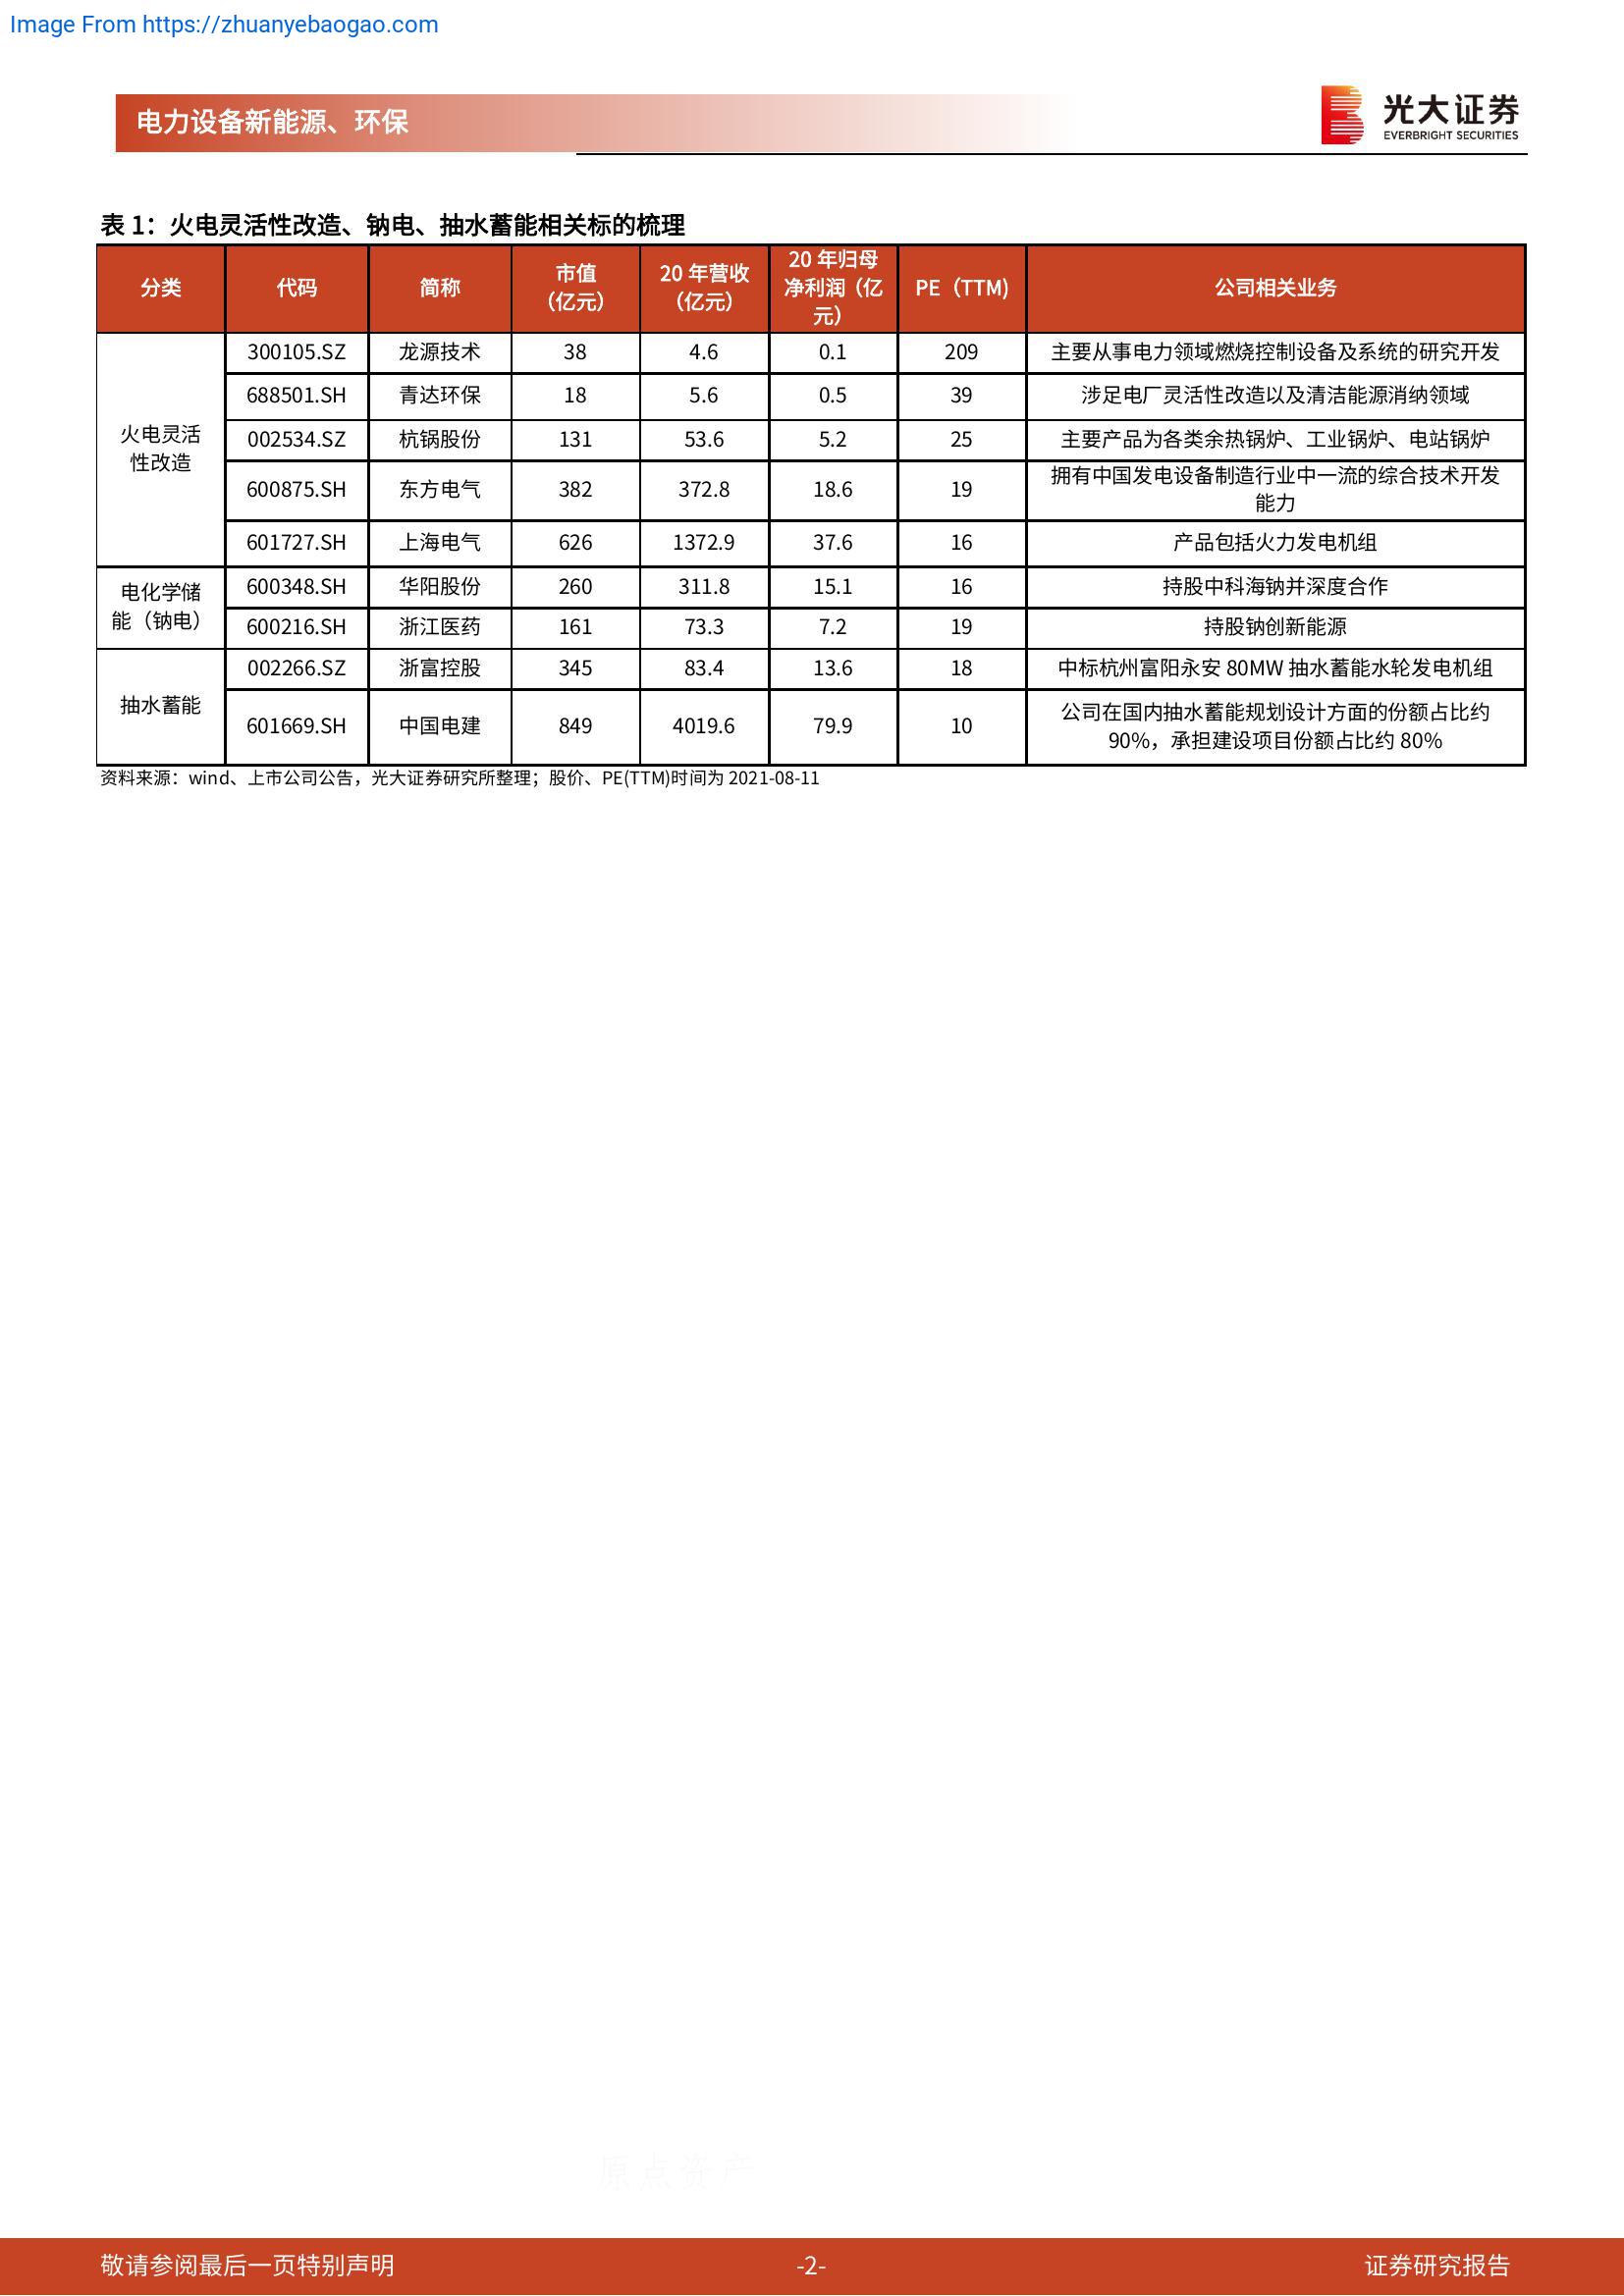 Image From https://zhuanyebaogao.com
电力设备新能源、环保
光大证券
EVERBRIGHT SECURITIES
表 1：火电灵活性改造、钠电、抽水蓄能相关标的梳理
分类 代码 简称 市值（亿元） 20 年营收（亿元） 20 年归母净利润（亿元） PE（TTM） 公司相关业务
火电灵活性改造 300105.SZ 龙源技术 38 4.6 0.1 209 主要从事电力领域燃烧控制设备及系统的研究开发
688501.SH 青达环保 18 5.6 0.5 39 涉足电厂灵活性改造以及清洁能源消纳领域
002534.SZ 杭锅股份 131 53.6 5.2 25 主要产品为各类余热锅炉、工业锅炉、电站锅炉
600875.SH 东方电气 382 372.8 18.6 19 拥有中国发电设备制造行业中一流的综合技术开发能力
601727.SH 上海电气 626 1372.9 37.6 16 产品包括火力发电机组
电化学储能（钠电） 600348.SH 华阳股份 260 311.8 15.1 16 持股中科海钠并深度合作
600216.SH 浙江医药 161 73.3 7.2 19 持股钠创新能源
抽水蓄能 002266.SZ 浙富控股 345 83.4 13.6 18 中标杭州富阳永安 80MW 抽水蓄能水轮发电机组
601669.SH 中国电建 849 4019.6 79.9 10 公司在国内抽水蓄能规划设计方面的份额占比约 90%，承担建设项目份额占比约 80%
资料来源：wind、上市公司公告，光大证券研究所整理；股价、PE(TTM)时间为 2021-08-11
敬请参阅最后一页特别声明 -2- 证券研究报告